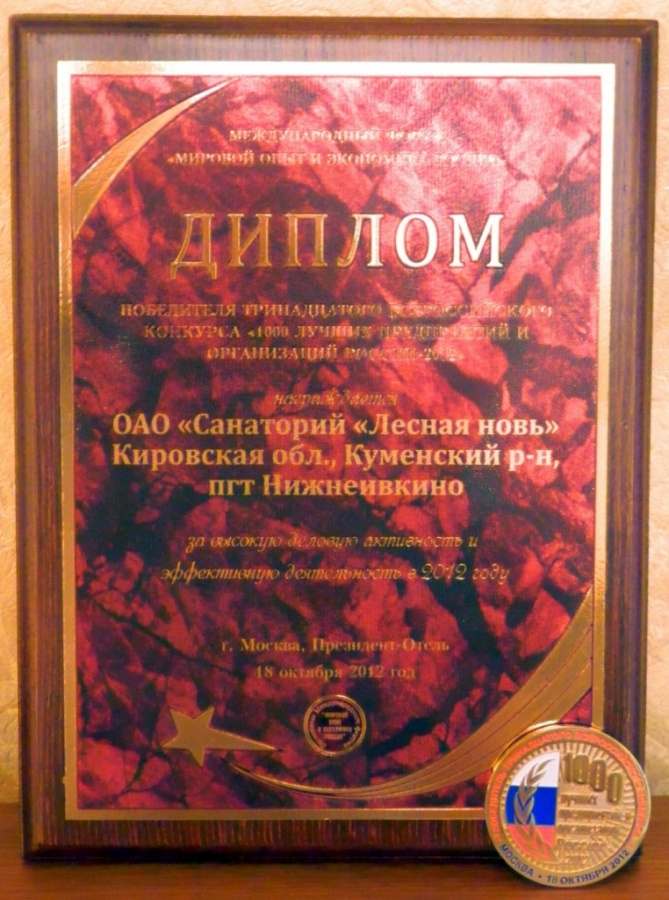 МЕЖДУНАРОДНЫЙ ФОРУМ
«МИРОВОЙ ОПЫТ И ЭКОНОМИКА РОССИИ»
ДИПЛОМ
ПОБЕДИТЕЛЯ ТРИНАДЦАТОГО ВСЕРОССИЙСКОГО
КОНКУРСА «1000 ЛУЧШИХ ПРЕДПРИЯТИЙ И
ОРГАНИЗАЦИЙ РОССИИ-2012»
награждается
ОАО «Санаторий «Лесная новь»
Кировская обл., Куменский р-н,
пгт Нижнеивкино
за высокую деловую активность и
эффективную деятельность в 2012 году
г. Москва, Президент-Отель
18 октября 2012 год
1000
МОСКВА • 18 ОКТЯБРЯ 2012